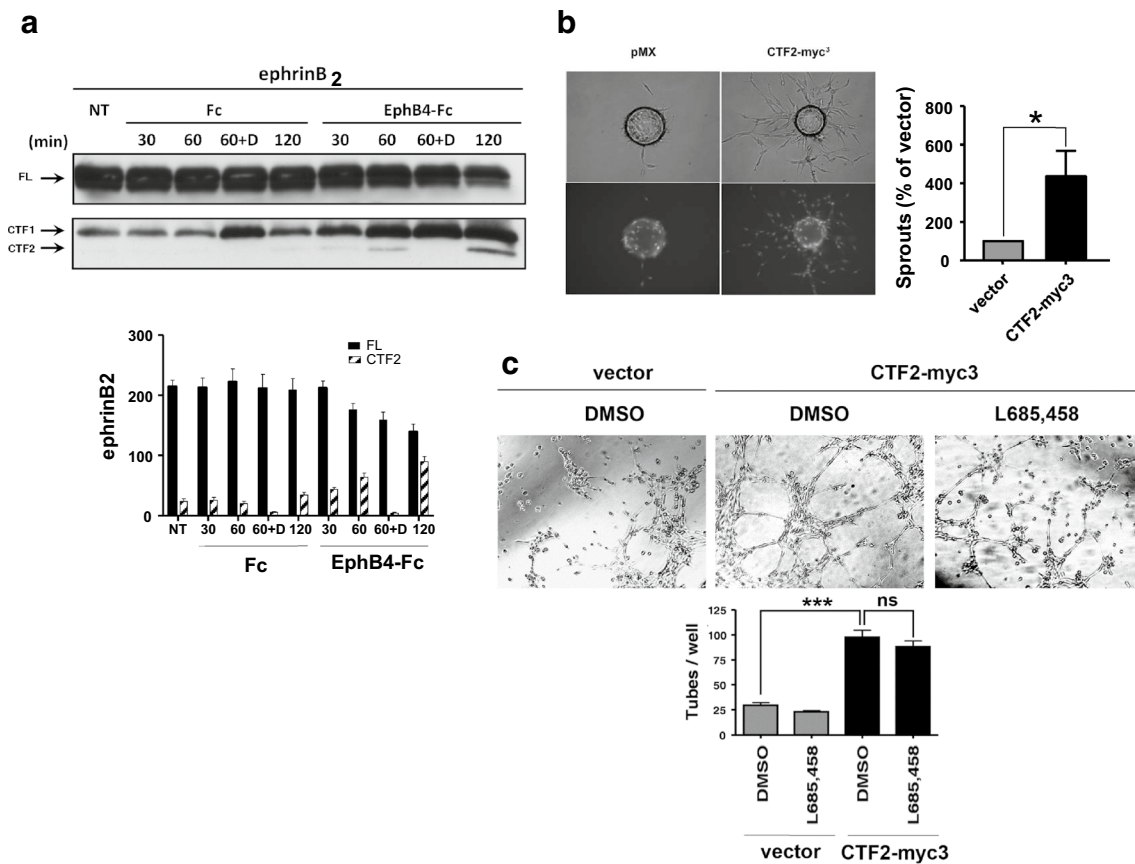 a
ephrinB 2
NT Fc EphB4-Fc
(min) 30 60 60+D 120 30 60 60+D 120
FL
CTF1
CTF2
300
200
100
0
ephrinB2
FL
CTF2
NT 30 60 60+D 120 30 60 60+D 120
Fc EphB4-Fc
b
pMX CTF2-myc³
800
600
400
200
0
Sprouts (% of vector)
*
vector CTF2-myc3
c
vector CTF2-myc3
DMSO DMSO L685,458
125
100
75
50
25
0
Tubes / well
*** ns
DMSO L685,458 DMSO L685,458
vector CTF2-myc3